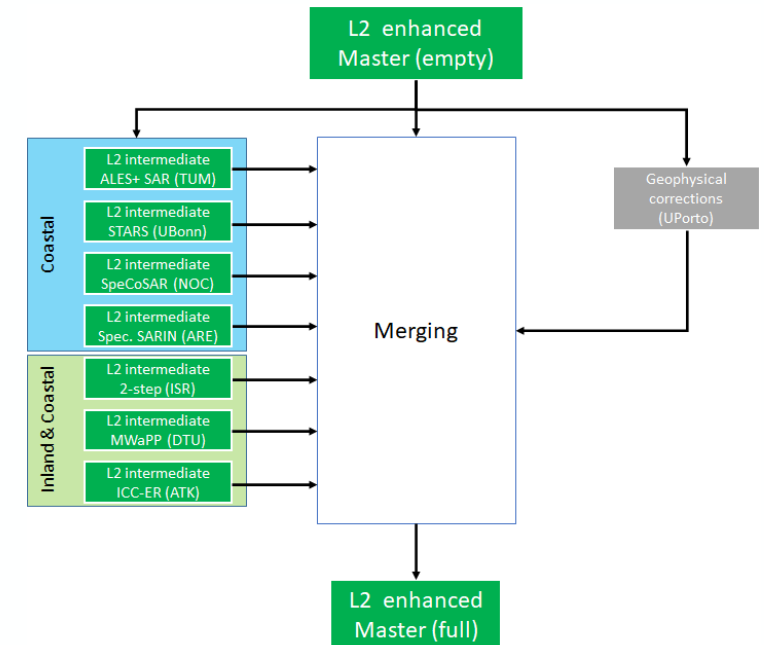 L2 enhanced
Master (empty)
Coastal
L2 intermediate
ALES+ SAR (TUM)
L2 intermediate
STARS (UBonn)
L2 intermediate
SpeCoSAR (NOC)
L2 intermediate
Spec. SARIN (ARE)
Inland & Coastal
L2 intermediate
2-step (ISR)
L2 intermediate
MWaPP (DTU)
L2 intermediate
ICC-ER (ATK)
Merging
Geophysical
corrections
(UPorto)
L2 enhanced
Master (full)